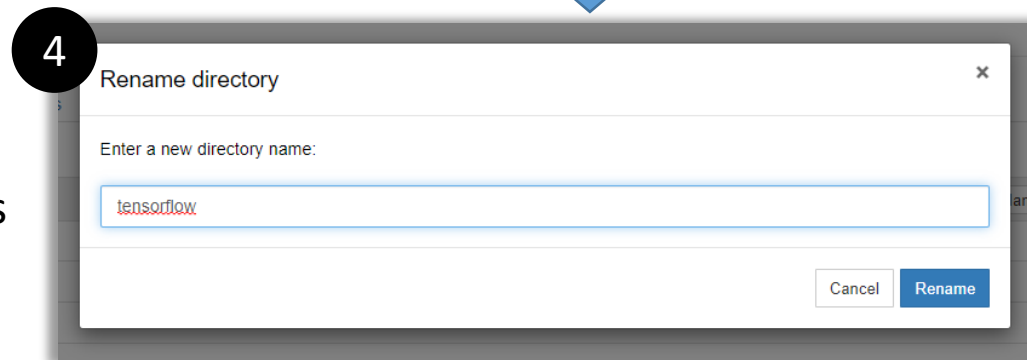 4
Rename directory ×
s
Enter a new directory name:
tensorflow
s
Cancel Rename